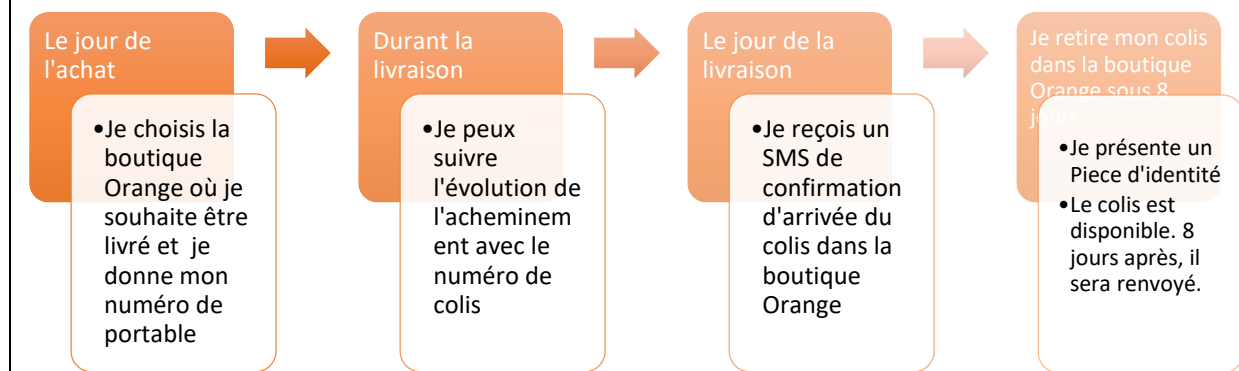 Le jour de
l'achat
•Je choisis la
boutique
Orange où je
souhaite être
livré et je
donne mon
numéro de
portable
Durant la
livraison
•Je peux
suivre
l'évolution de
l'acheminem
ent avec le
numéro de
colis
Le jour de la
livraison
•Je reçois un
SMS de
confirmation
d'arrivée du
colis dans la
boutique
Orange
Je retire mon colis
dans la boutique
Orange sous 8
jours
•Je présente un
Piece d'identité
•Le colis est
disponible. 8
jours après, il
sera renvoyé.